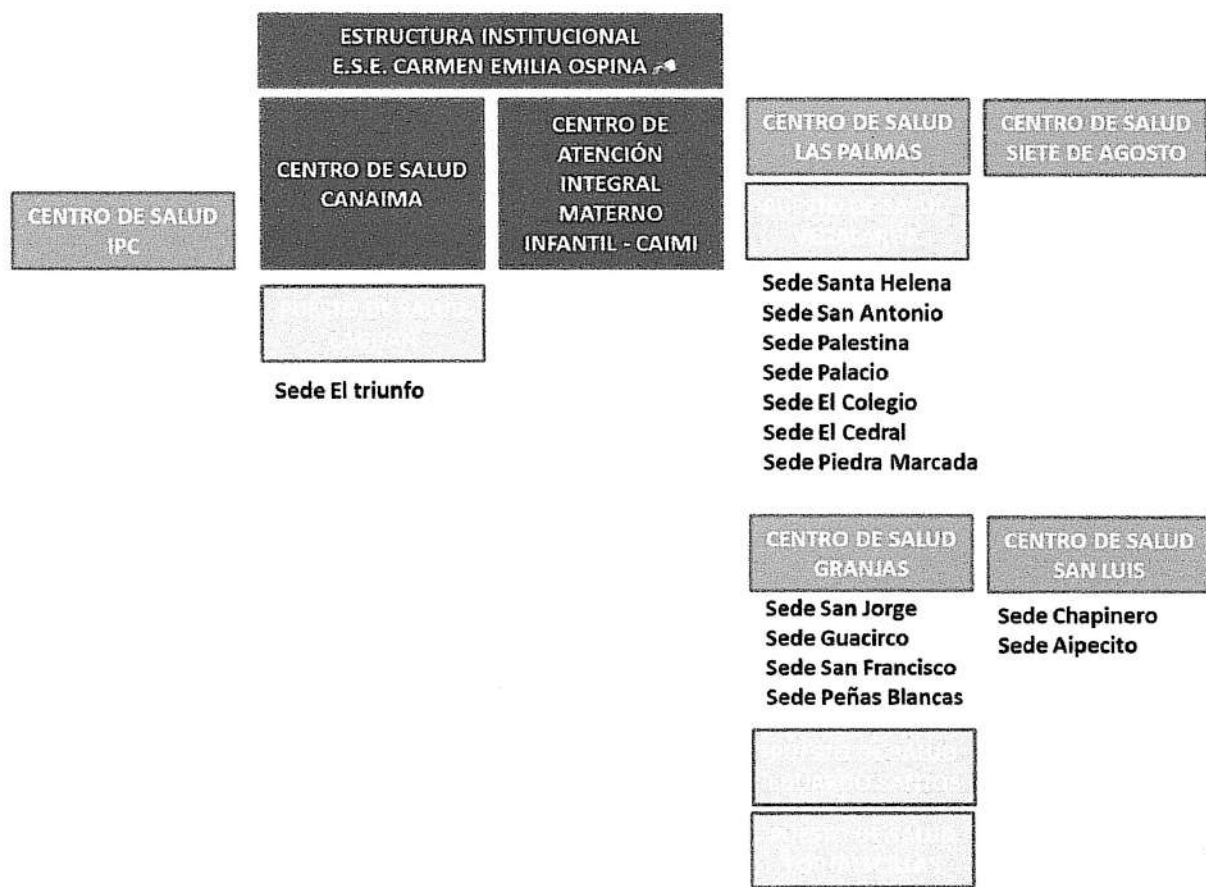 ESTRUCTURA INSTITUCIONAL
E.S.E. CARMEN EMILIA OSPINA
CENTRO DE SALUD
IPC
CENTRO DE SALUD
CANAIMA
Sede El triunfo
CENTRO DE
ATENCIÓN
INTEGRAL
MATERNO
INFANTIL - CAIMI
CENTRO DE SALUD
LAS PALMAS
Sede Santa Helena
Sede San Antonio
Sede Palestina
Sede Palacio
Sede El Colegio
Sede El Cedral
Sede Piedra Marcada
CENTRO DE SALUD
SIETE DE AGOSTO
CENTRO DE SALUD
GRANJAS
Sede San Jorge
Sede Guacirco
Sede San Francisco
Sede Peñas Blancas
CENTRO DE SALUD
SAN LUIS
Sede Chapinero
Sede Aipecito